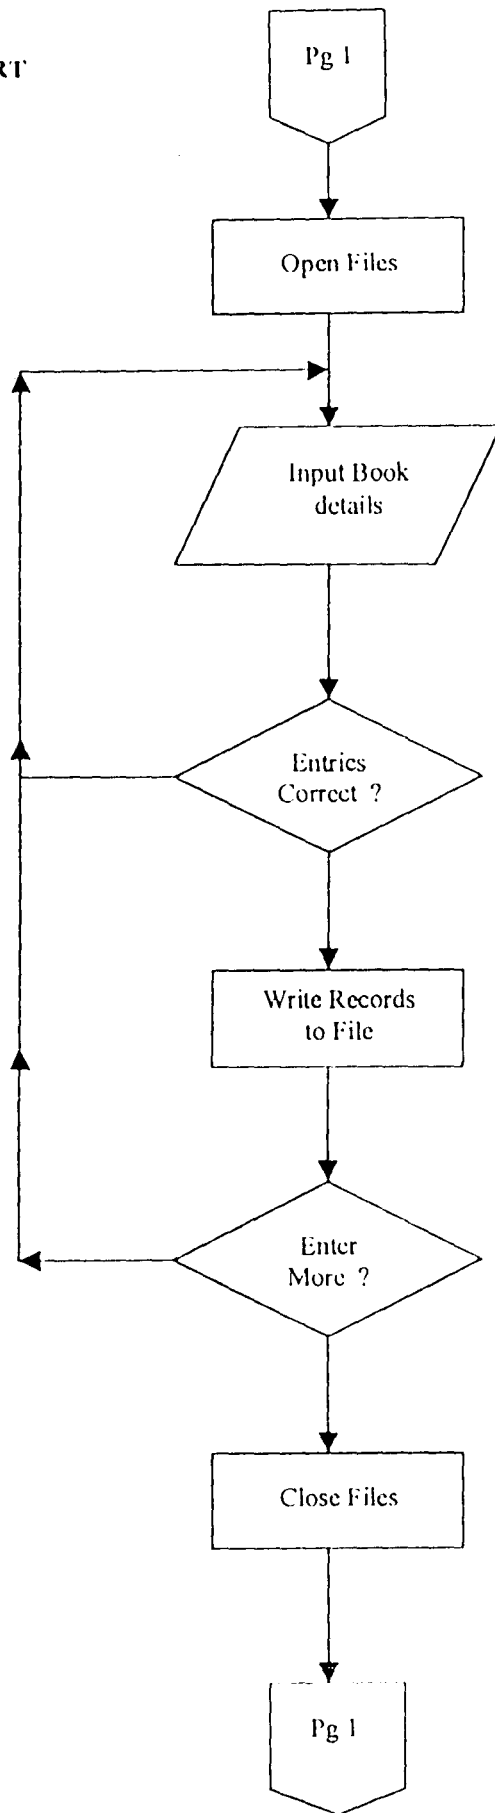 RT
Pg 1
Open Files
Input Book
details
Entries
Correct ?
Write Records
to File
Enter
More ?
Close Files
Pg 1